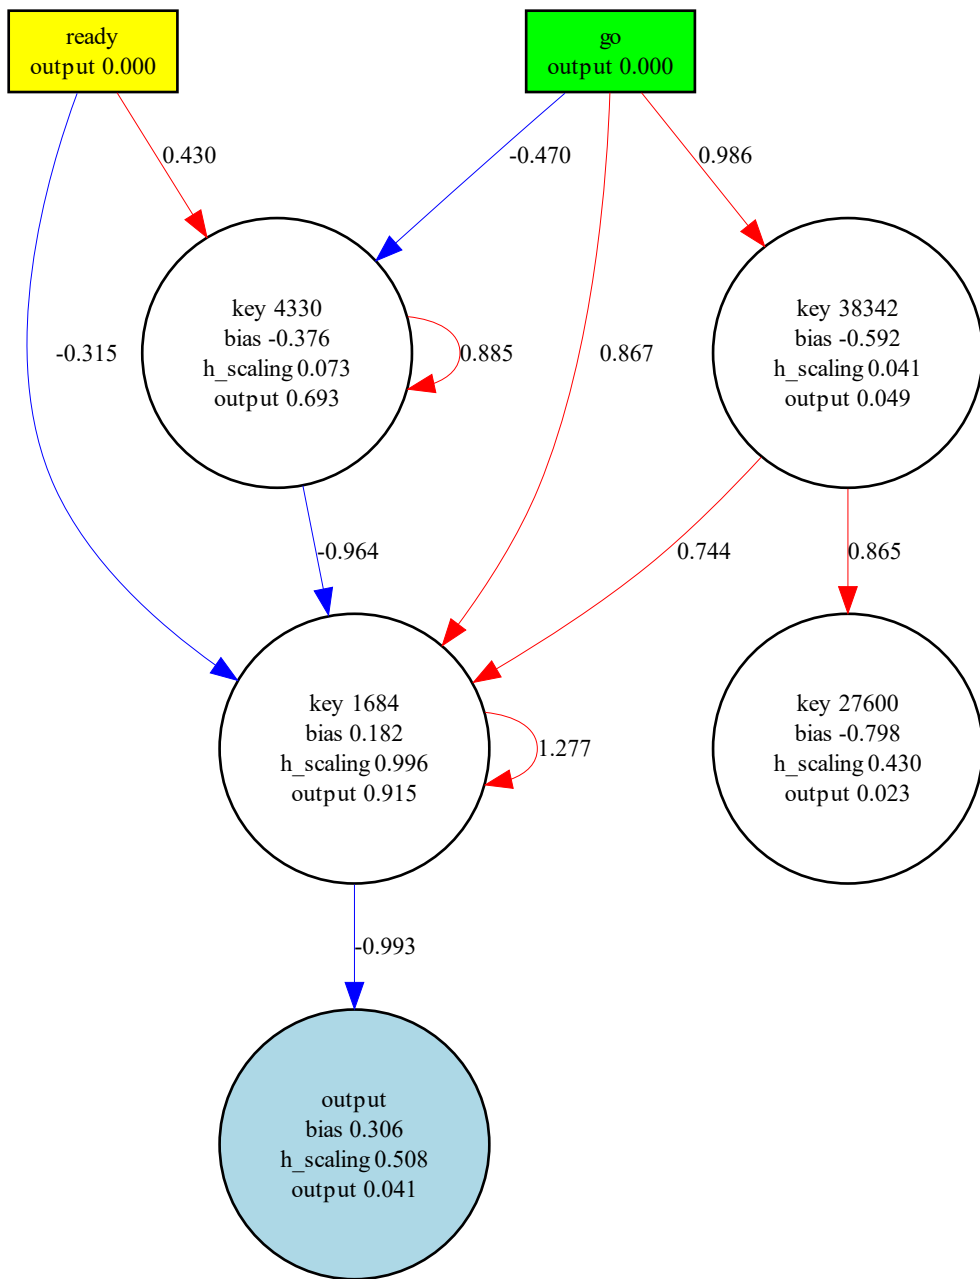 ready
output 0.000
go
output 0.000
0.430
-0.470
0.986
key 4330
bias -0.376
h_scaling 0.073
output 0.693
key 38342
bias -0.592
h_scaling 0.041
output 0.049
-0.315
0.885
0.867
-0.964
0.744
0.865
key 1684
bias 0.182
h_scaling 0.996
output 0.915
1.277
key 27600
bias -0.798
h_scaling 0.430
output 0.023
-0.993
output
bias 0.306
h_scaling 0.508
output 0.041